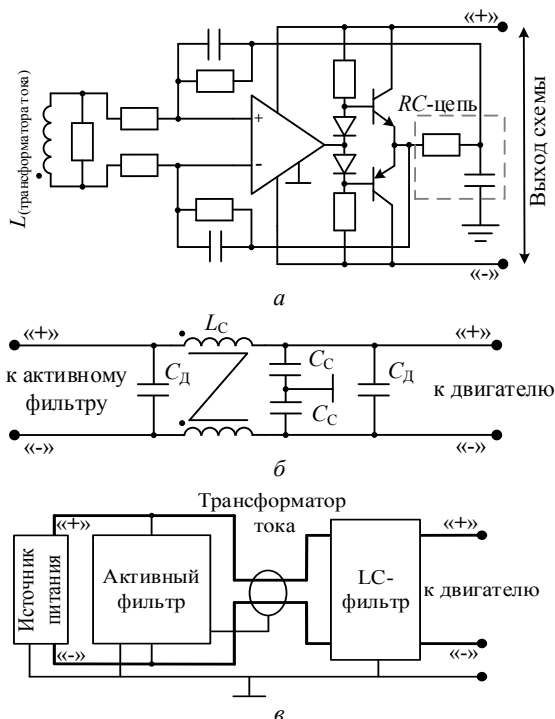 «+»
L(трансформатора тока)
+
-
RC-цепь
Выход схемы
«-»
а
«+»
LС
«+»
к активному
фильтру
CД
CС
CС
CД
к двигателю
«-»
«-»
б
Трансформатор
тока
«+»
«+»
Источник
питания
Активный
фильтр
LC-
фильтр
к двигателю
«-»
«-»
в